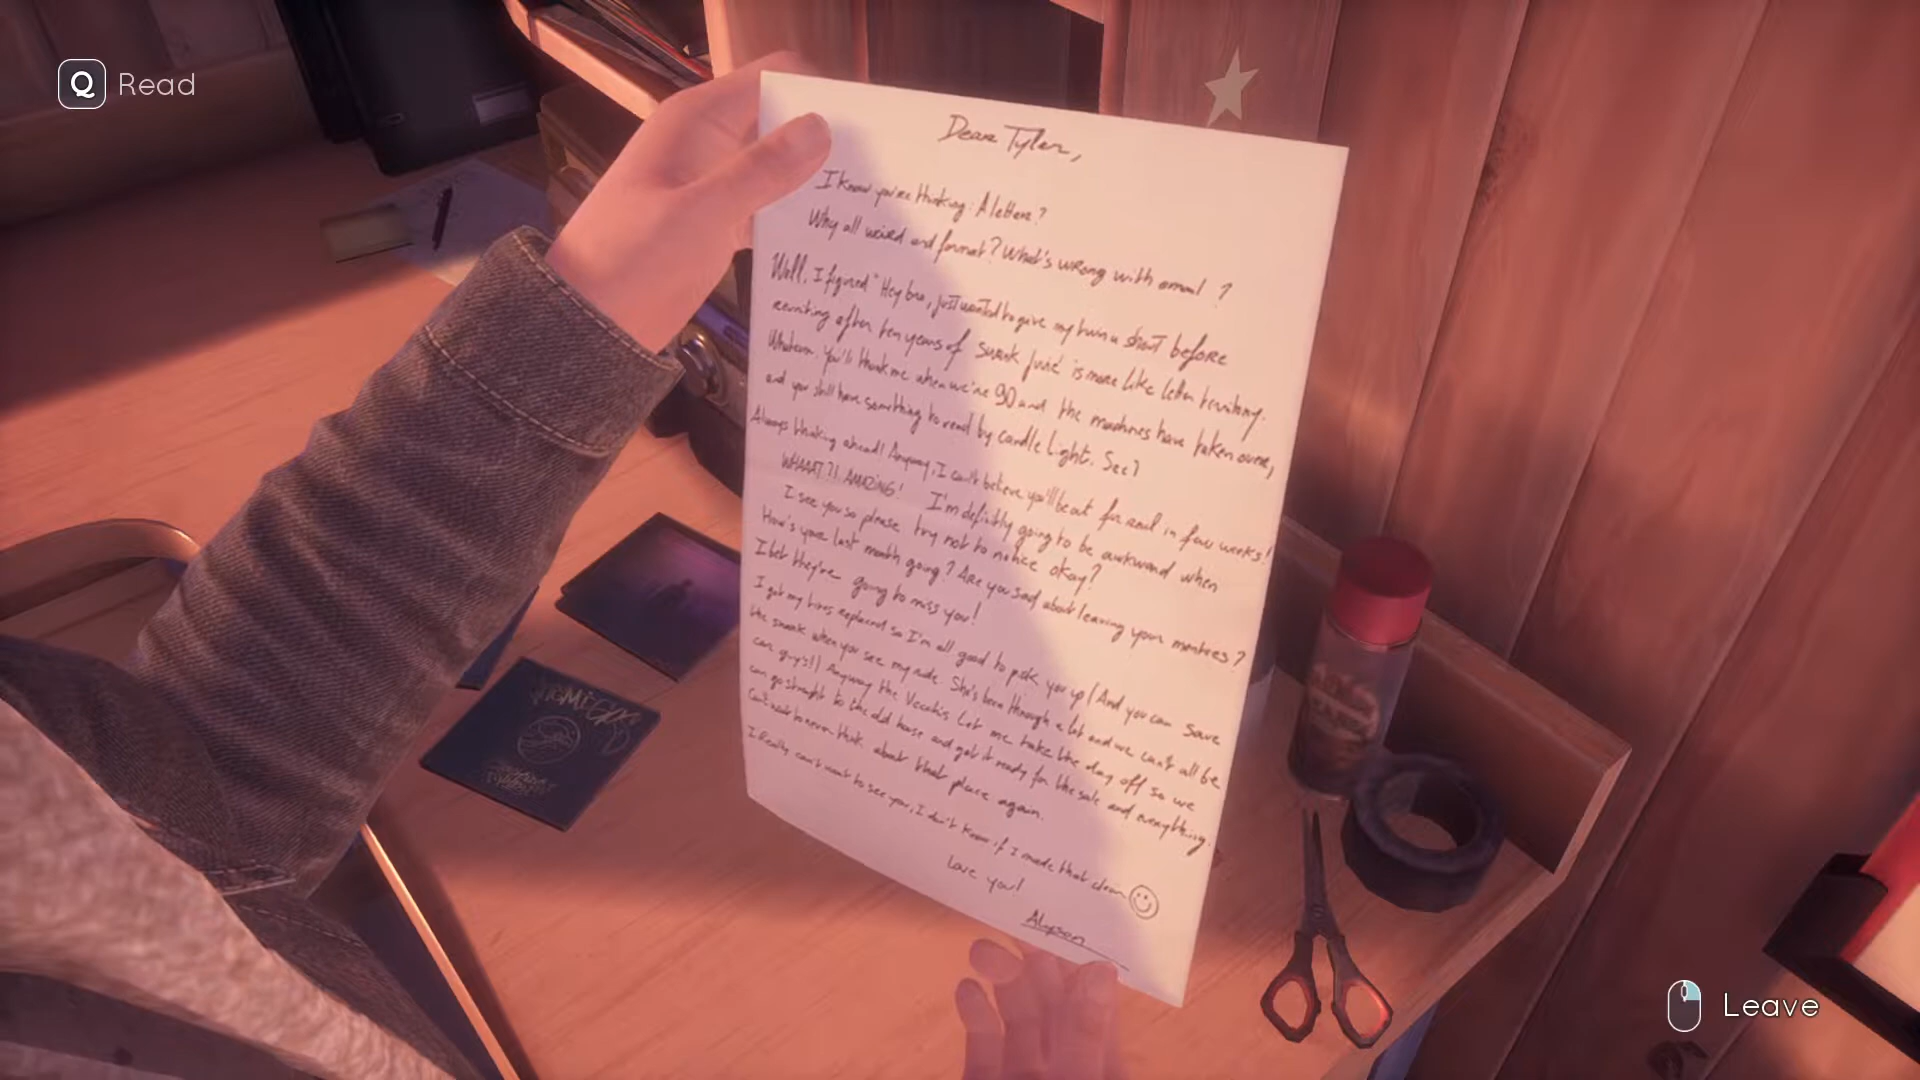 Q Read
Dear Tyler,
I know you're thinking: A letter?
Why all weird and format? What's wrong with email ?
Well, I figured "Hey bro, just wanted to give my twin a shout before
reuniting after ten years of swank juvie' is more like letter territory.
Whatever. You'll thank me when we're 90 and the machines have taken over,
and you still have something to read by candle light. See?
Always thinking ahead! Anyway, I can't believe you'll be out for real in few weeks!
WHAAAT?!! AMAZING! I'm definitly going to be awkward when
I see you so please try not to notice okay?
How's your last month going? Are you sad about leaving your mentees?
I bet they're going to miss you!
I got my tires replaced so I'm all good to pick you up (And you can save
the snark when you see my ride. She's been through a lot and we can't all be
car guys!) Anyway the Vecchis let me take the day off so we
can go straight to the old house and get it ready for the sale and everything.
Can't wait to never think about that place again.
I Really can't wait to see you, I don't know if I made that clear
Love you!
Alyson
Leave